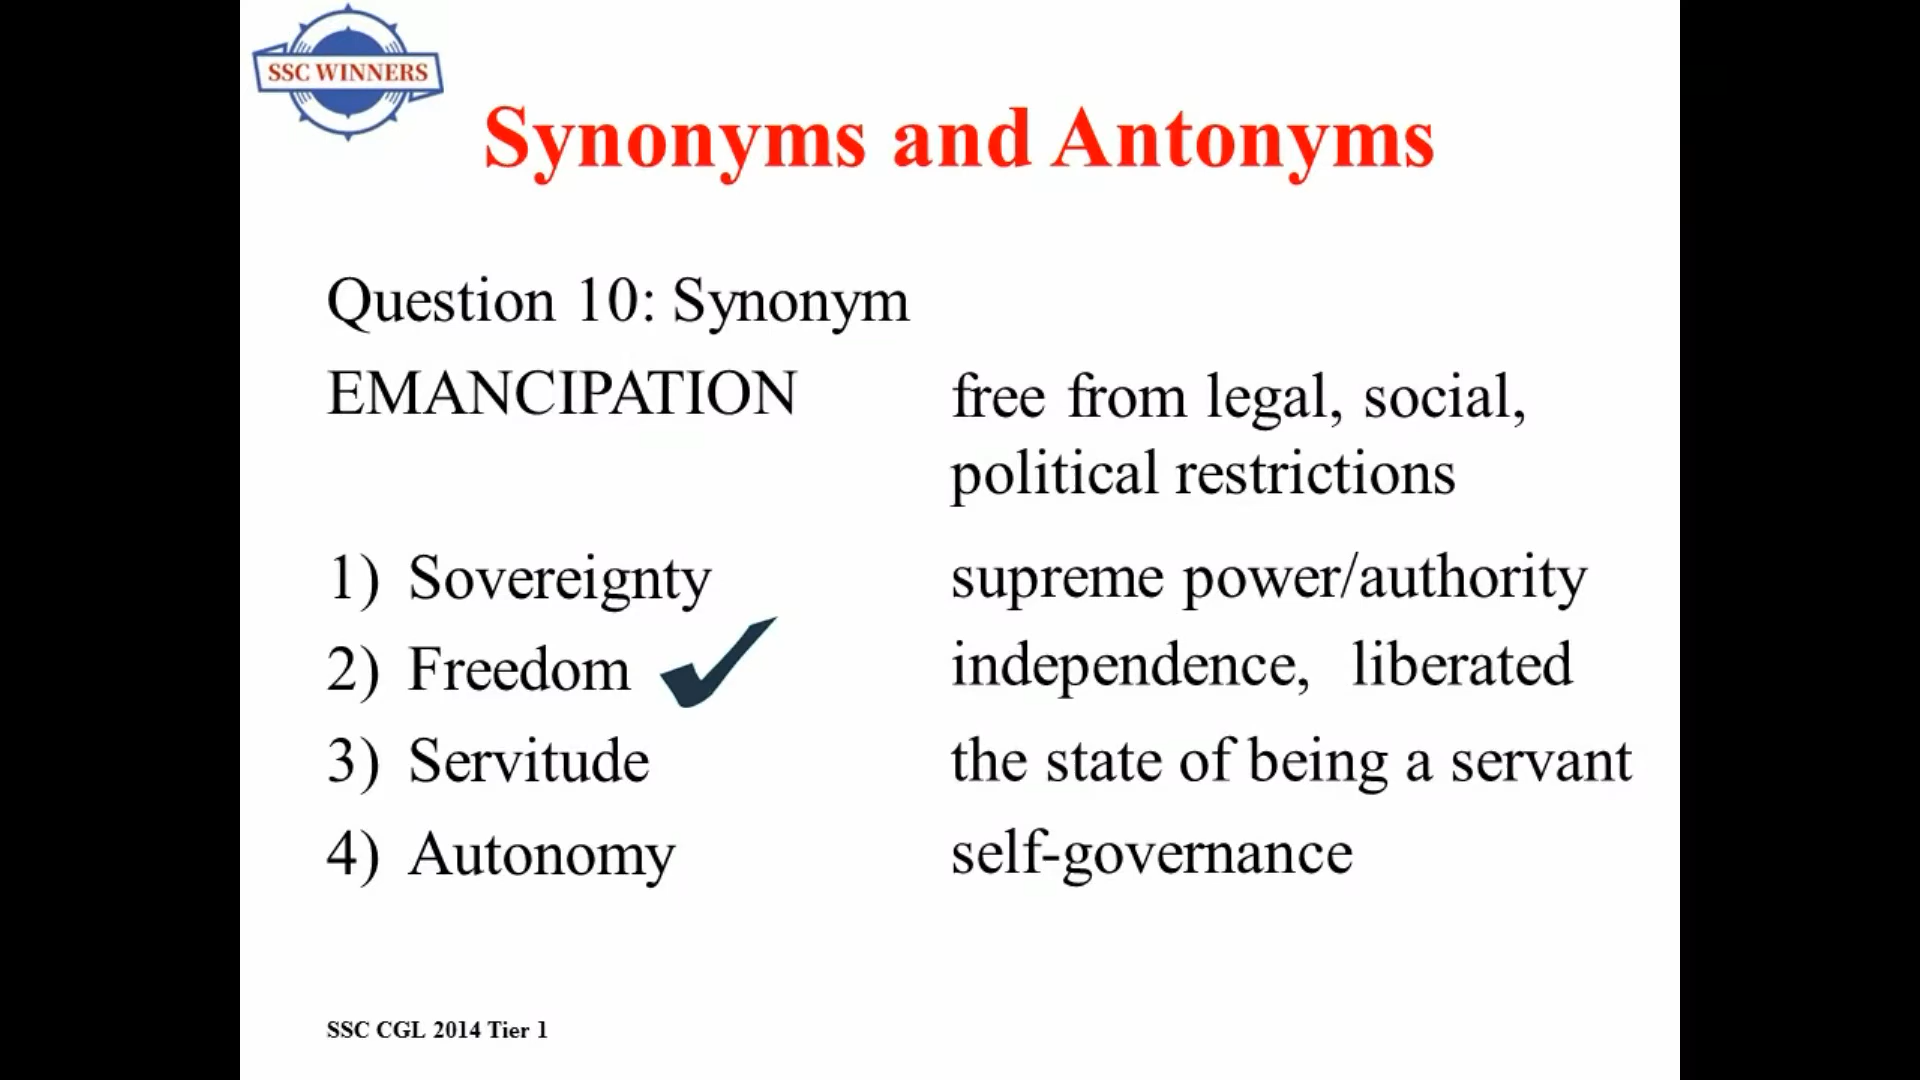 SSC WINNERS
Synonyms and Antonyms
Question 10: Synonym
EMANCIPATION free from legal, social,
political restrictions
1) Sovereignty supreme power/authority
2) Freedom independence, liberated
3) Servitude the state of being a servant
4) Autonomy self-governance
SSC CGL 2014 Tier 1